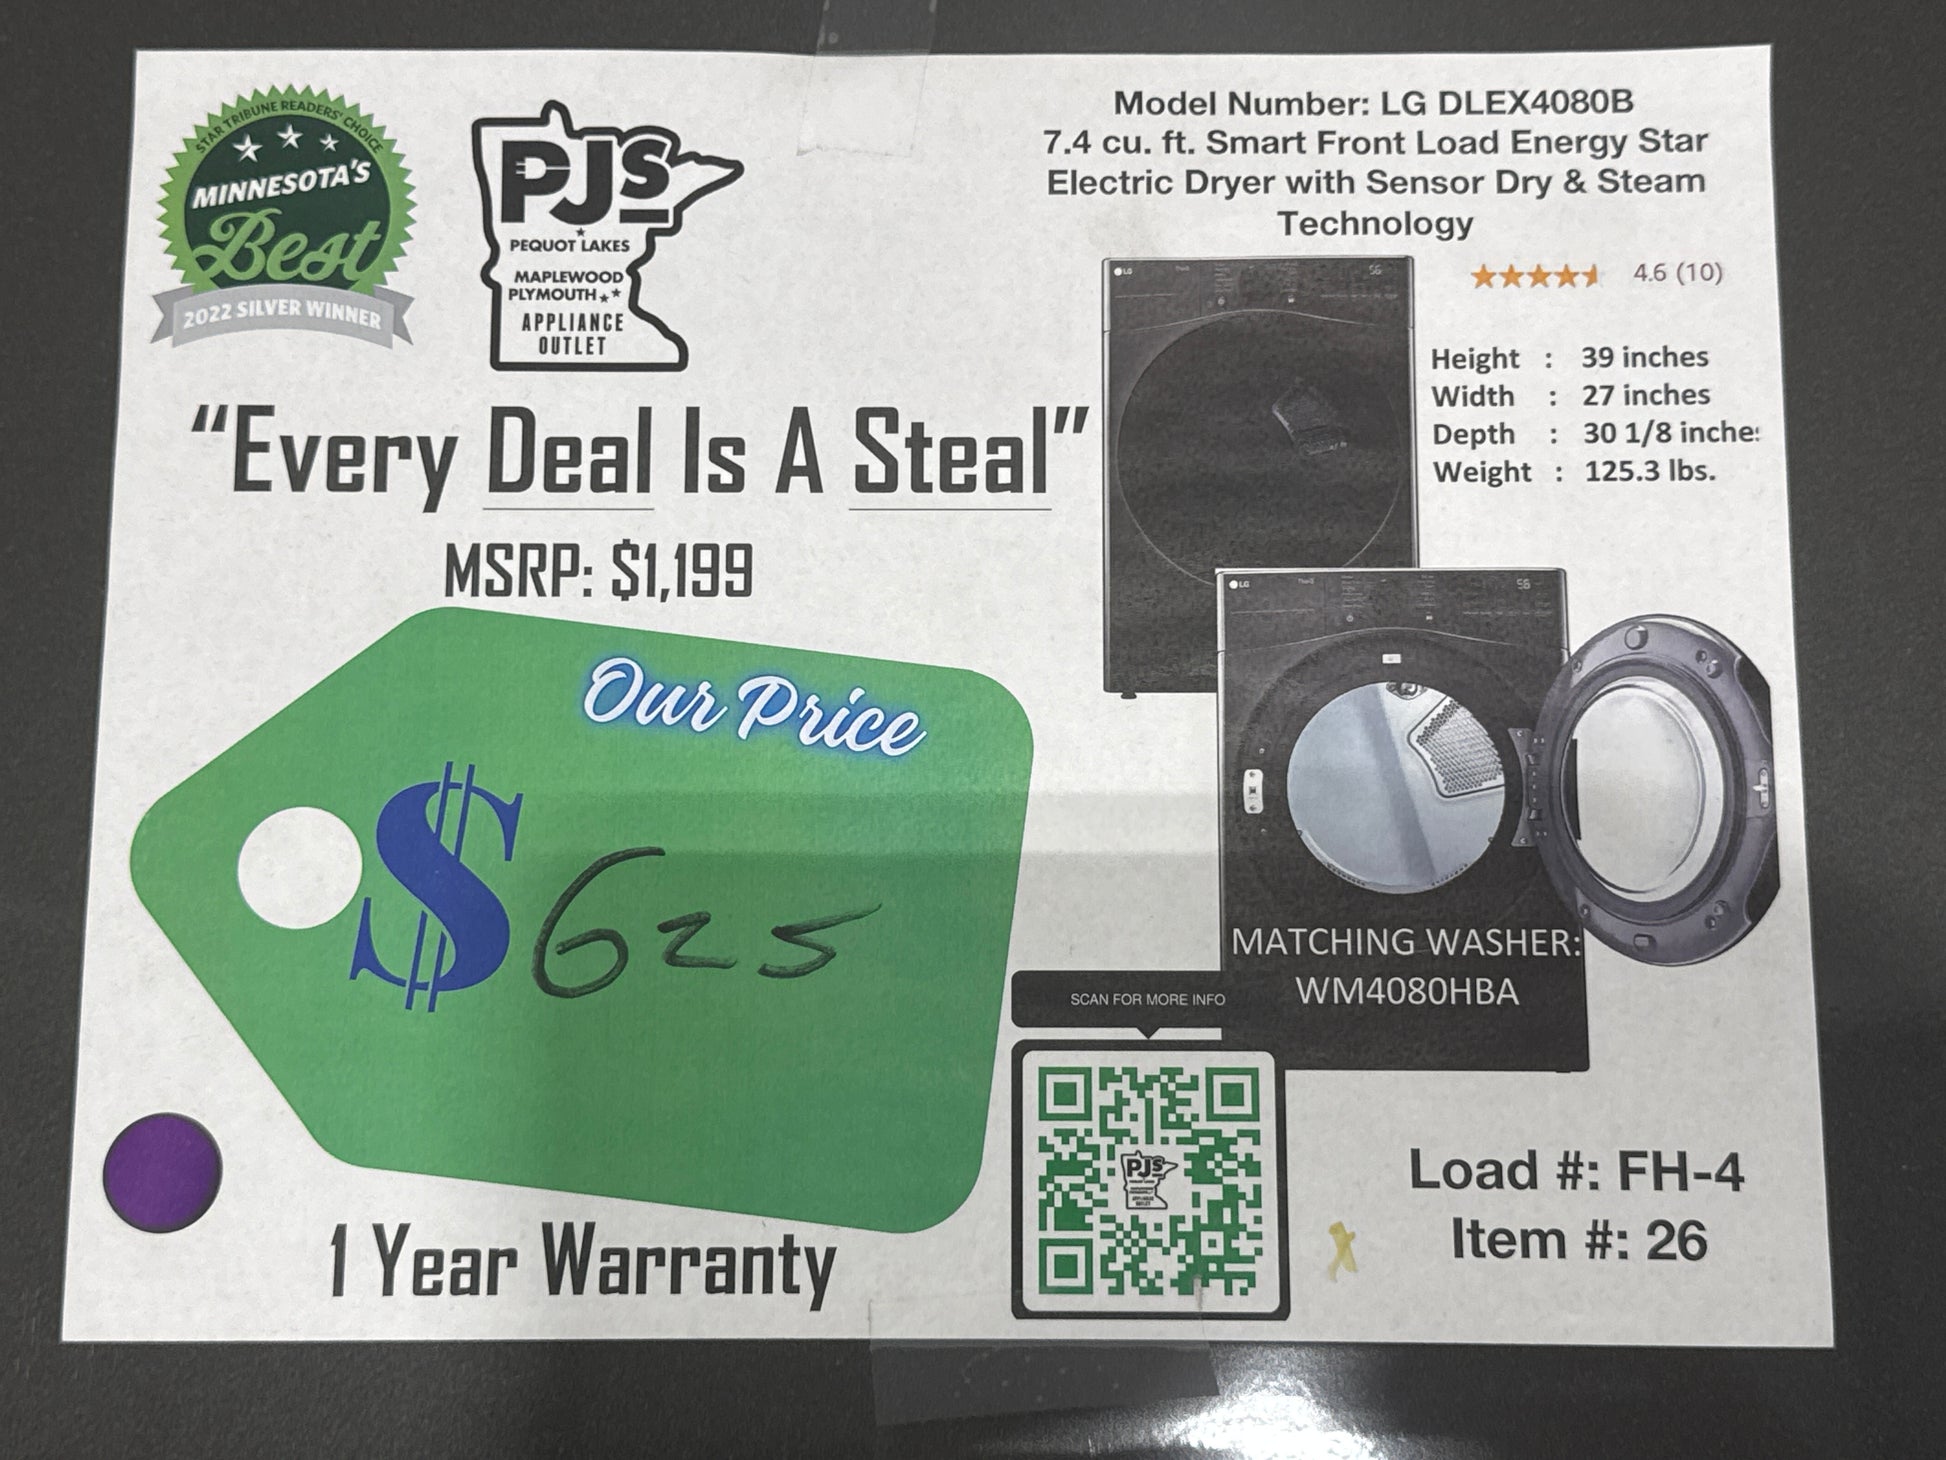 STAR TRIBUNE READERS' CHOICE
MINNESOTA'S
Best
2022 SILVER WINNER
PJS
PEQUOT LAKES
MAPLEWOOD
PLYMOUTH
APPLIANCE
OUTLET
Model Number: LG DLEX4080B
7.4 cu. ft. Smart Front Load Energy Star
Electric Dryer with Sensor Dry & Steam
Technology
4.6 (10)
Height : 39 inches
Width : 27 inches
Depth : 30 1/8 inches
Weight : 125.3 lbs.
“Every Deal Is A Steal”
MSRP: $1,199
Our Price
$625
LG
LG
MATCHING WASHER:
WM4080HBA
SCAN FOR MORE INFO
PJS
Load #: FH-4
Item #: 26
1 Year Warranty